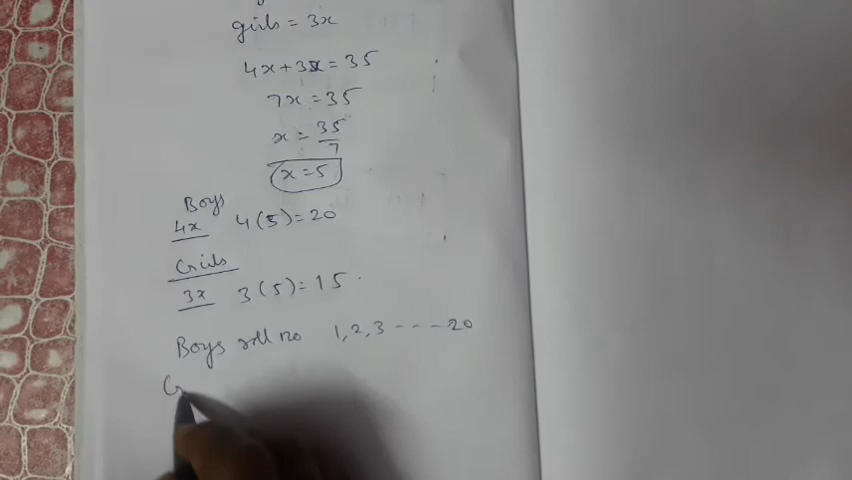 girls = 3x
4x+3x=35
7x=35
x=35/7
x=5
Boys
4x 4(5)=20
Girls
3x 3(5)=15
Boys roll no 1,2,3----20
G